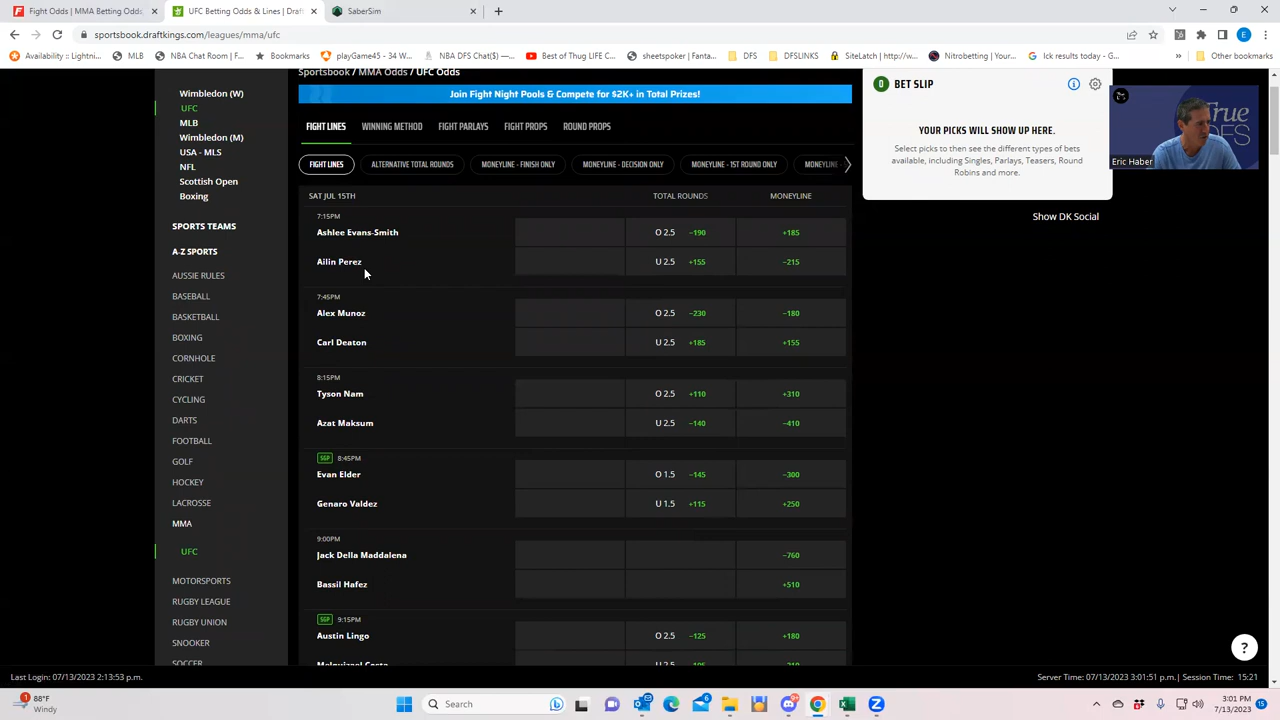 Fight Odds | MMA Betting Odds
UFC Betting Odds & Lines | Draft
SaberSim
sportsbook.draftkings.com/leagues/mma/ufc
Availability :: Lightni...
MLB
NBA Chat Room | F...
Bookmarks
playGame45 - 34 W...
NBA DFS Chat($) —...
Best of Thug LIFE C...
sheetspoker | Fanta...
DFS
DFSLINKS
SiteLatch | http://w...
Nitrobetting | Your...
Ick results today - G...
Other bookmarks
Sportsbook / MMA Odds / UFC Odds
Join Fight Night Pools & Compete for $2K+ in Total Prizes!
FIGHT LINES WINNING METHOD FIGHT PARLAYS FIGHT PROPS ROUND PROPS
FIGHT LINES ALTERNATIVE TOTAL ROUNDS MONEYLINE - FINISH ONLY MONEYLINE - DECISION ONLY MONEYLINE - 1ST ROUND ONLY MONEYLINE -
Wimbledon (W)
UFC
MLB
Wimbledon (M)
USA - MLS
NFL
Scottish Open
Boxing
SPORTS TEAMS
A-Z SPORTS
AUSSIE RULES
BASEBALL
BASKETBALL
BOXING
CORNHOLE
CRICKET
CYCLING
DARTS
FOOTBALL
GOLF
HOCKEY
LACROSSE
MMA
UFC
MOTORSPORTS
RUGBY LEAGUE
RUGBY UNION
SNOOKER
SOCCER
SAT JUL 15TH TOTAL ROUNDS MONEYLINE
7:15PM
Ashlee Evans-Smith O 2.5 −190 +185
Ailin Perez U 2.5 +155 −215
7:45PM
Alex Munoz O 2.5 −230 −180
Carl Deaton U 2.5 +185 +155
8:15PM
Tyson Nam O 2.5 +110 +310
Azat Maksum U 2.5 −140 −410
SGP 8:45PM
Evan Elder O 1.5 −145 −300
Genaro Valdez U 1.5 +115 +250
9:00PM
Jack Della Maddalena −760
Bassil Hafez +510
SGP 9:15PM
Austin Lingo O 2.5 −125 +180
Melquizael Costa U 2.5 −105 −210
0 BET SLIP
YOUR PICKS WILL SHOW UP HERE.
Select picks to then see the different types of bets
available, including Singles, Parlays, Teasers, Round
Robins and more.
Show DK Social
True
Eric Haber
Last Login: 07/13/2023 2:13:53 p.m.
Server Time: 07/13/2023 3:01:51 p.m.| Session Time: 15:21
88°F
Windy
Search
3:01 PM
7/13/2023